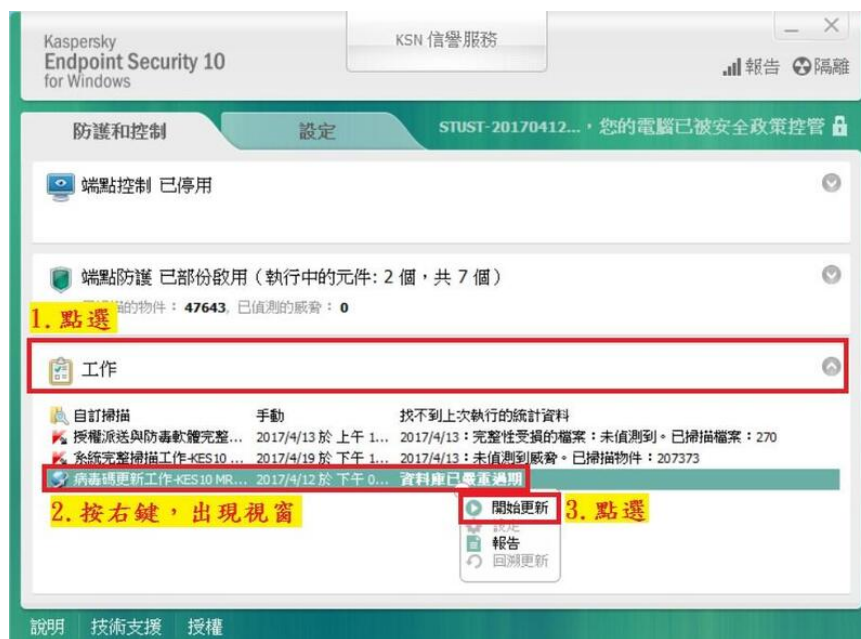 KSN 信譽服務
Kaspersky
Endpoint Security 10
for Windows
報告 隔離
防護和控制 設定 STUST-20170412...，您的電腦已被安全政策控管
端點控制 已停用
端點防護 已部份啟用（執行中的元件: 2 個，共 7 個）
已掃描的物件： 47643, 已偵測的威脅： 0
1. 點選
工作
自訂掃描 手動 找不到上次執行的統計資料
授權派送與防毒軟體完整... 2017/4/13 於 上午 1... 2017/4/13：完整性受損的檔案：未偵測到。已掃描檔案：270
系統完整掃描工作-KES10 ... 2017/4/19 於 下午 1... 2017/4/13：未偵測到威脅。已掃描物件：207373
病毒碼更新工作-KES10 MR... 2017/4/12 於 下午 0... 資料庫已嚴重過期
2. 按右鍵，出現視窗
開始更新 3. 點選
設定
報告
回溯更新
說明 技術支援 授權